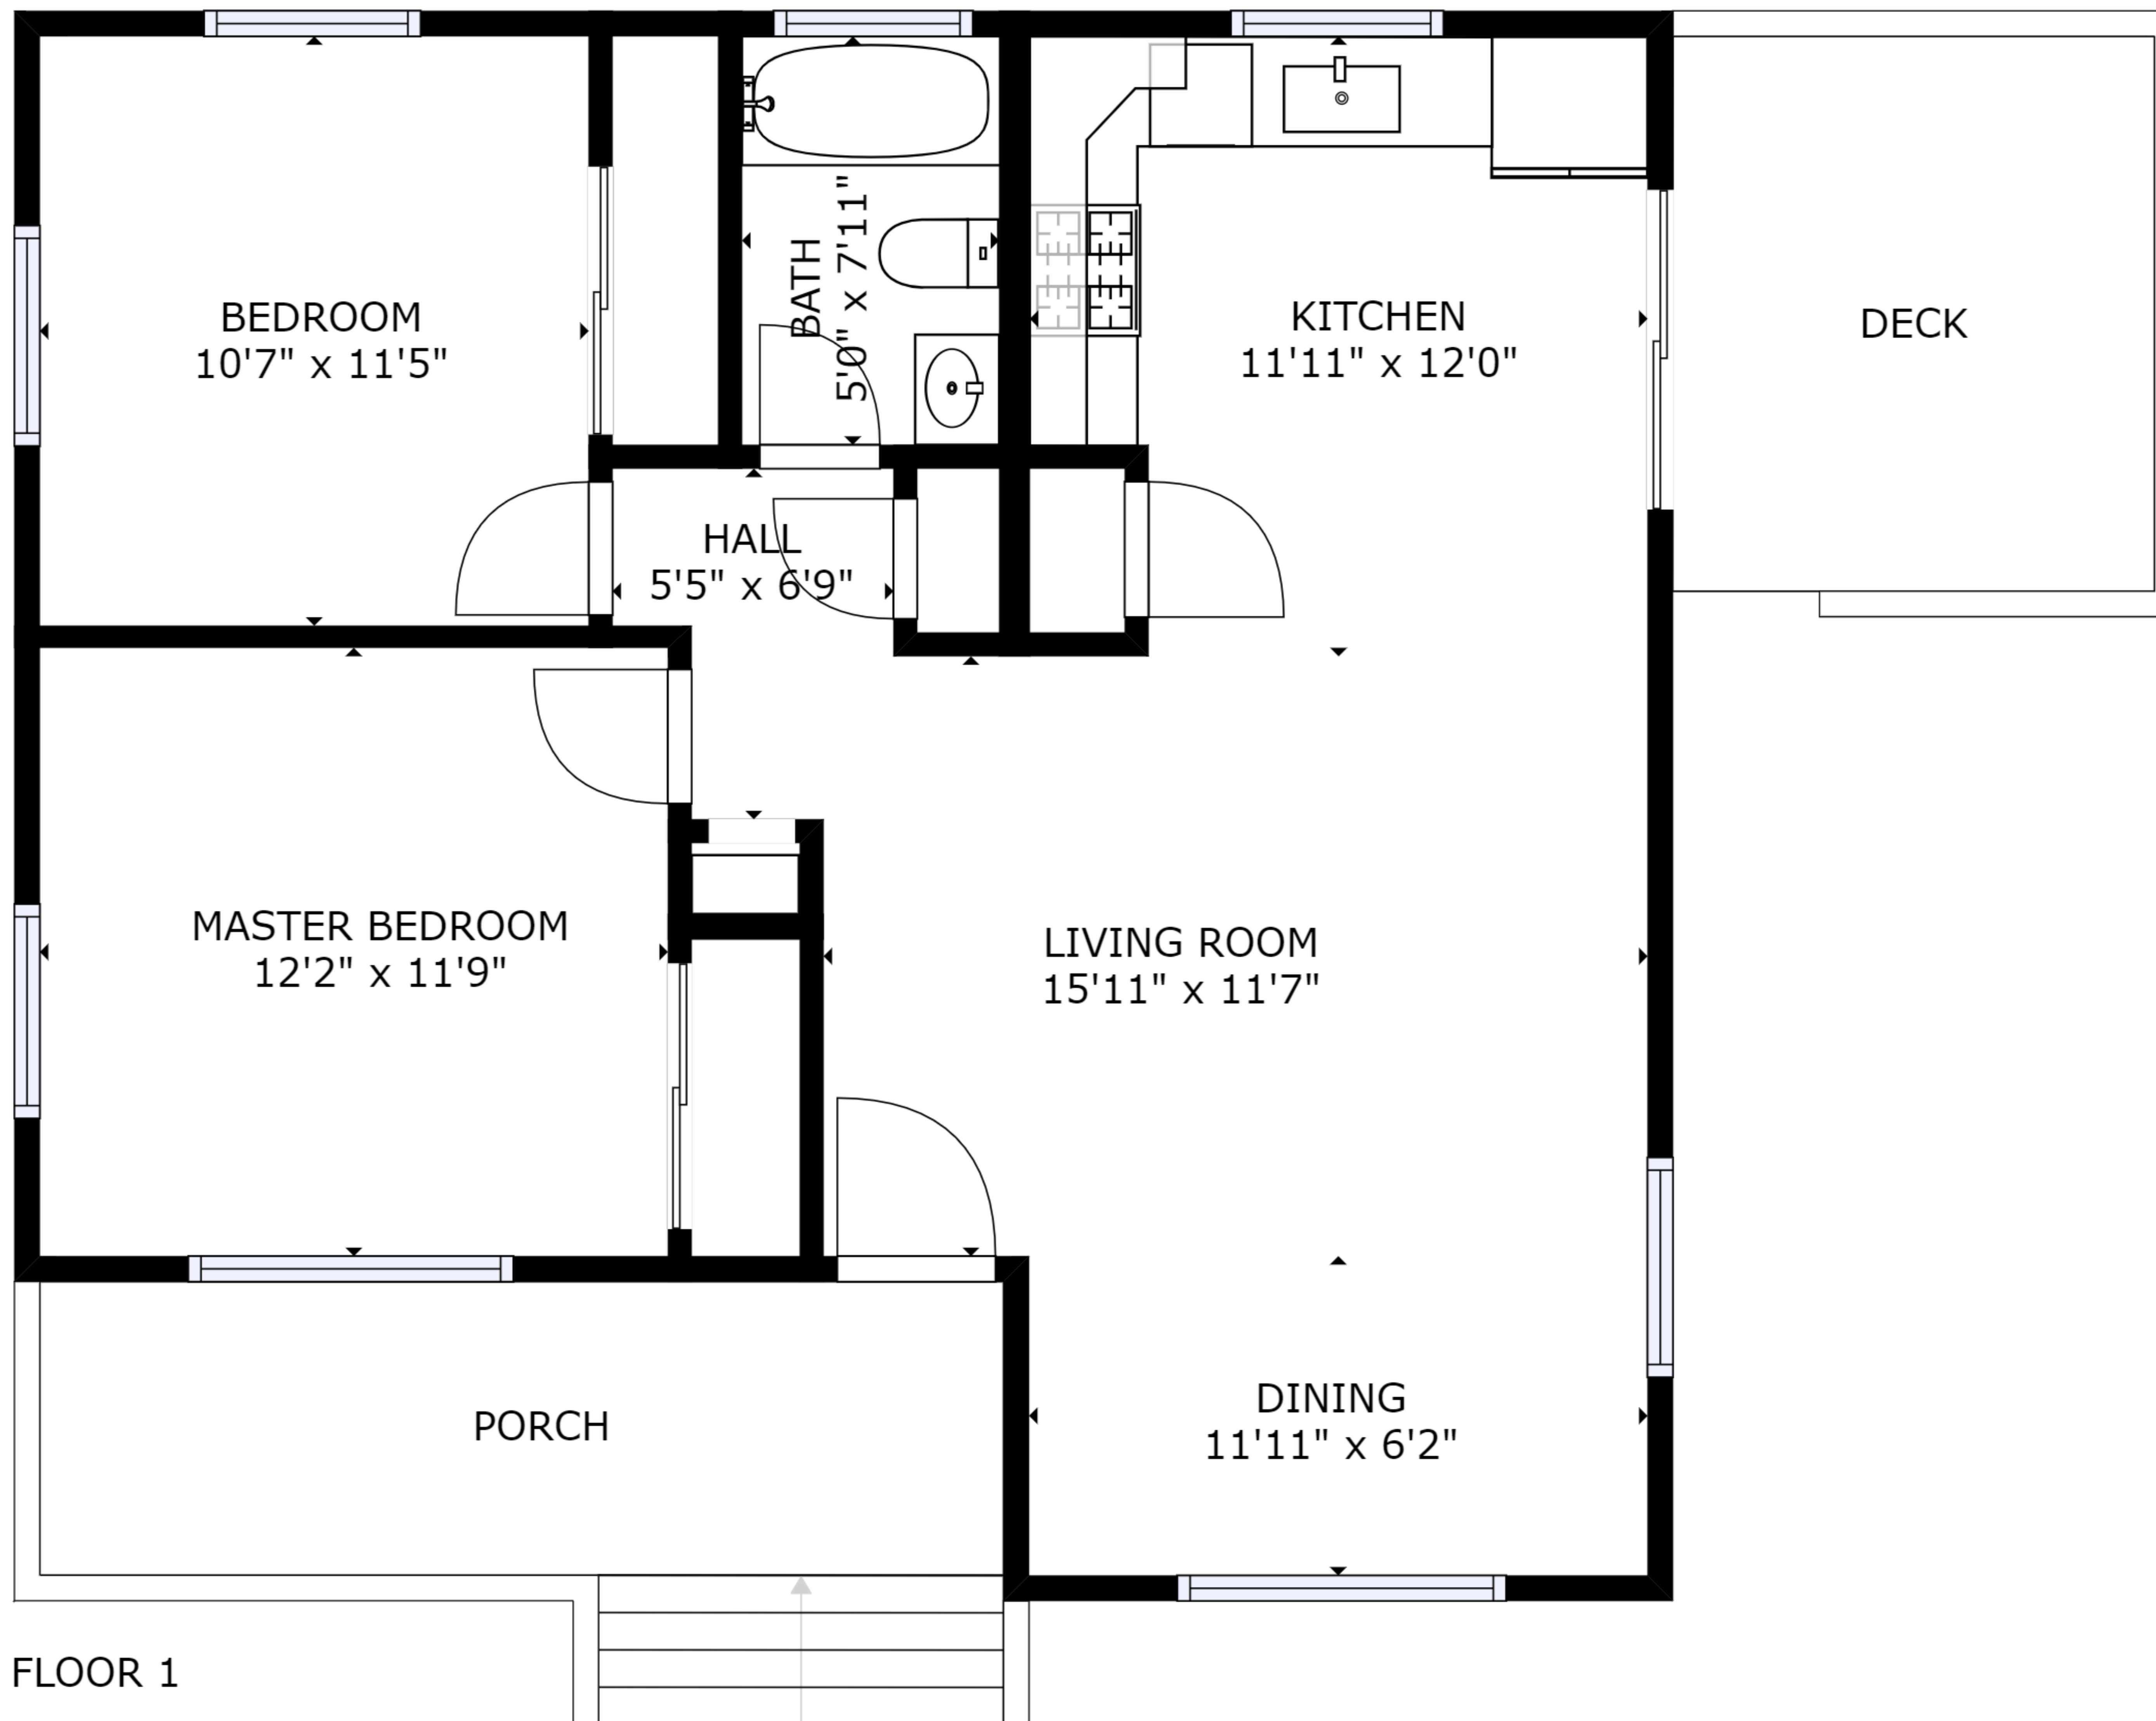 BEDROOM
10'7" x 11'5"
BATH
5'0" x 7'11"
KITCHEN
11'11" x 12'0"
DECK
HALL
5'5" x 6'9"
MASTER BEDROOM
12'2" x 11'9"
LIVING ROOM
15'11" x 11'7"
DINING
11'11" x 6'2"
PORCH
FLOOR 1